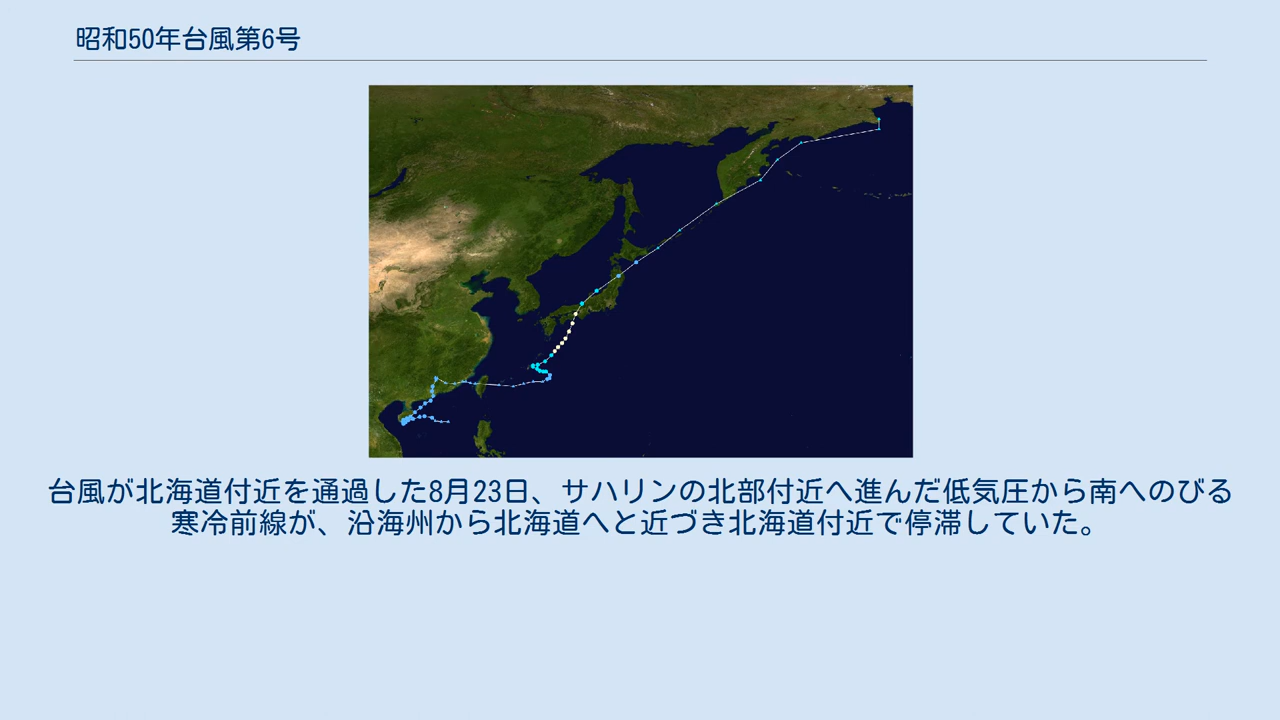 昭和50年台風第6号
台風が北海道付近を通過した8月23日、サハリンの北部付近へ進んだ低気圧から南へのびる
寒冷前線が、沿海州から北海道へと近づき北海道付近で停滞していた。